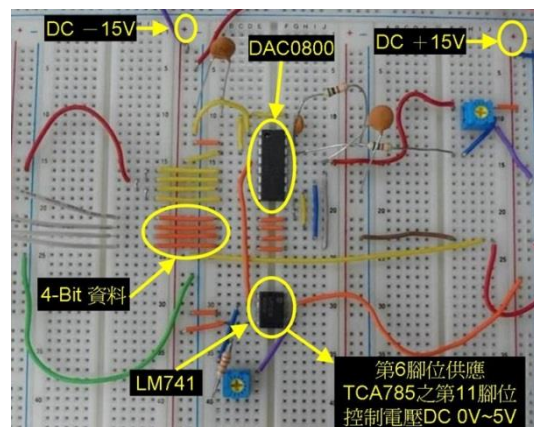 DC －15V
DAC0800
DC ＋15V
4-Bit 資料
LM741
第6腳位供應
TCA785之第11腳位
控制電壓DC 0V~5V